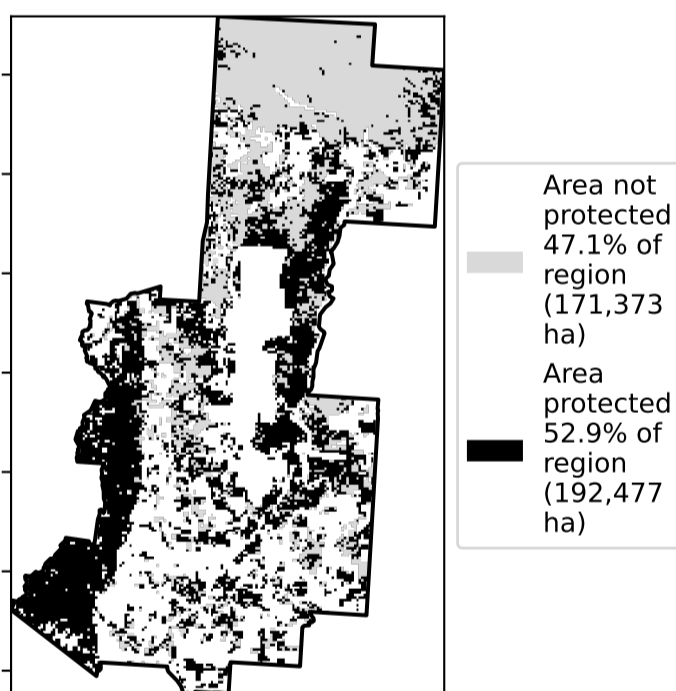 Area not
protected
47.1% of
region
(171,373
ha)
Area
protected
52.9% of
region
(192,477
ha)